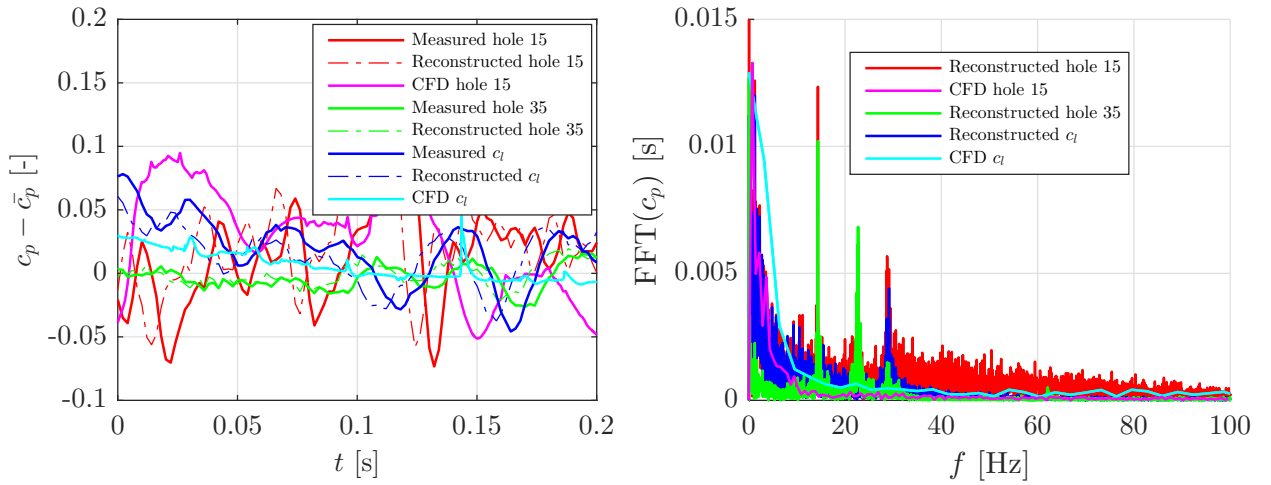 0.2
0.15
0.1
0.05
0
-0.05
-0.1
c_p − c̄_p [-]
0
0.05
0.1
0.15
0.2
t [s]
Measured hole 15
Reconstructed hole 15
CFD hole 15
Measured hole 35
Reconstructed hole 35
Measured c_l
Reconstructed c_l
CFD c_l
0.015
0.01
0.005
0
FFT(c_p) [s]
0
20
40
60
80
100
f [Hz]
Reconstructed hole 15
CFD hole 15
Reconstructed hole 35
Reconstructed c_l
CFD c_l